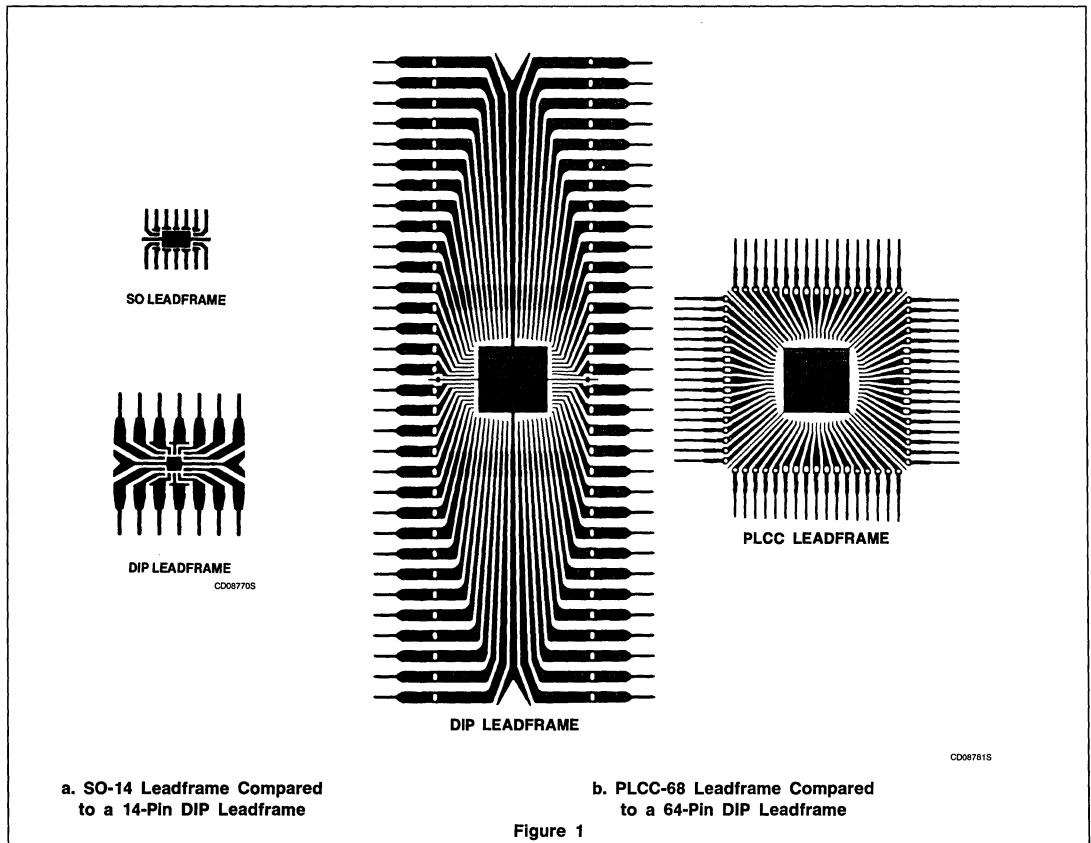 SO LEADFRAME
DIP LEADFRAME
CD08770S
DIP LEADFRAME
PLCC LEADFRAME
CD08781S
a. SO-14 Leadframe Compared
to a 14-Pin DIP Leadframe
b. PLCC-68 Leadframe Compared
to a 64-Pin DIP Leadframe
Figure 1